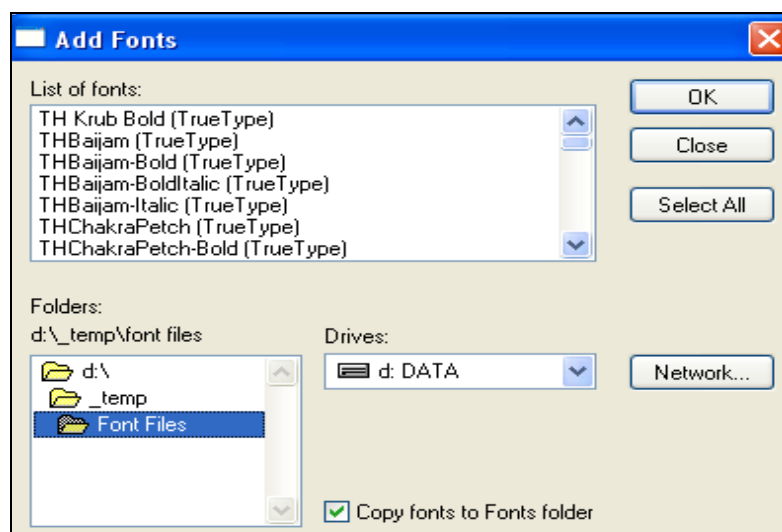 Add Fonts
List of fonts:
TH Krub Bold (TrueType)
THBaijam (TrueType)
THBaijam-Bold (TrueType)
THBaijam-BoldItalic (TrueType)
THBaijam-Italic (TrueType)
THChakraPetch (TrueType)
THChakraPetch-Bold (TrueType)
OK
Close
Select All
Folders:
d:\_temp\font files
d:\
_temp
Font Files
Drives:
d: DATA
Network...
Copy fonts to Fonts folder